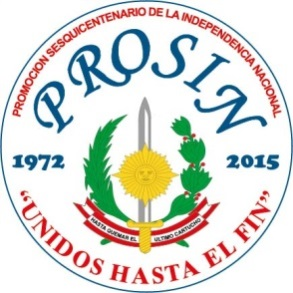 PROMOCION SESQUICENTENARIO DE LA INDEPENDENCIA NACIONAL
PROSIN
1972 2015
HASTA QUEMAR EL ULTIMO CARTUCHO
"UNIDOS HASTA EL FIN"